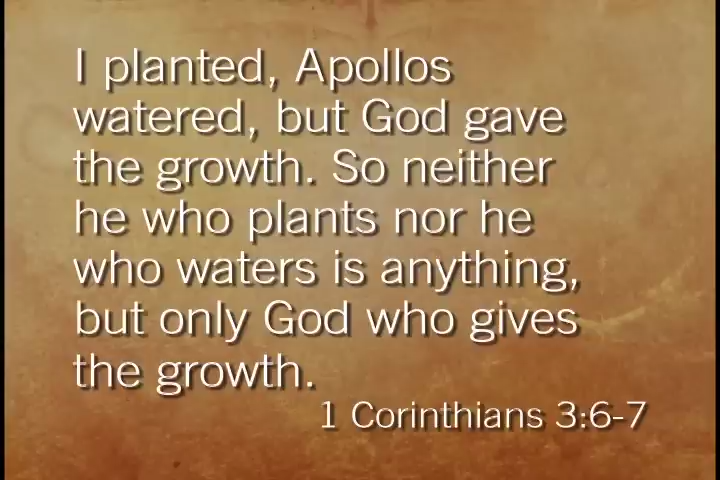 I planted, Apollos
watered, but God gave
the growth. So neither
he who plants nor he
who waters is anything,
but only God who gives
the growth.
1 Corinthians 3:6-7